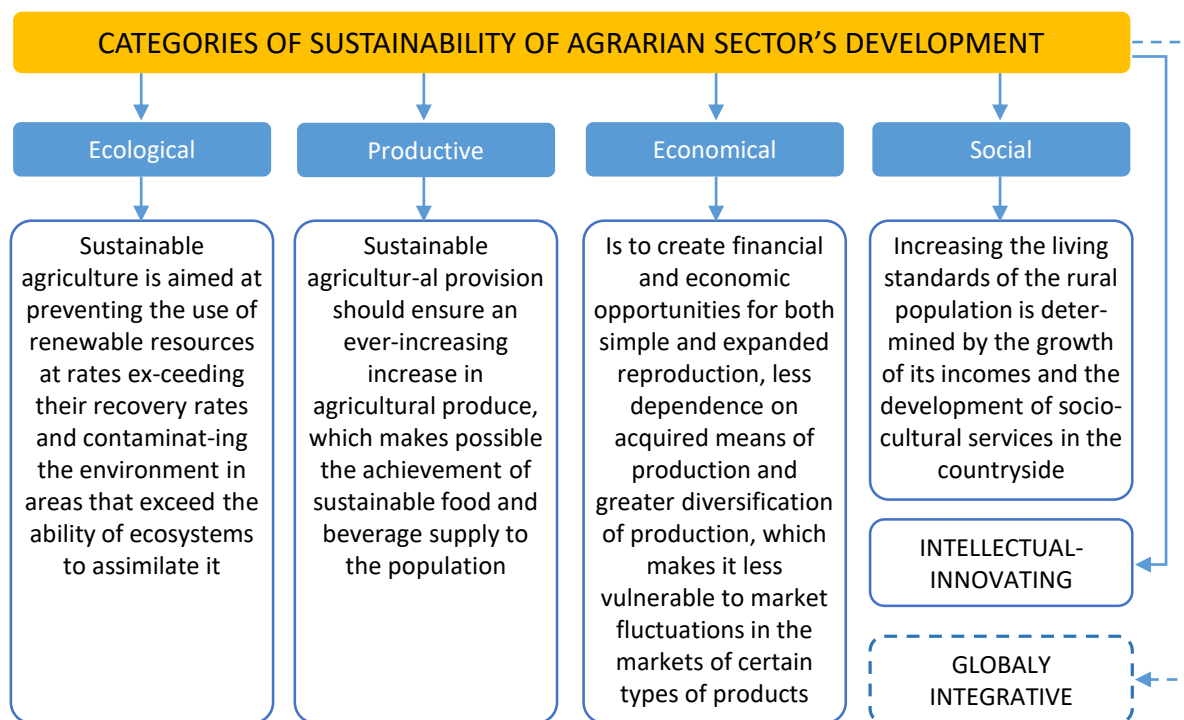 CATEGORIES OF SUSTAINABILITY OF AGRARIAN SECTOR'S DEVELOPMENT
Ecological
Sustainable
agriculture is aimed at
preventing the use of
renewable resources
at rates ex-ceeding
their recovery rates
and contaminat-ing
the environment in
areas that exceed the
ability of ecosystems
to assimilate it
Productive
Sustainable
agricultur-al provision
should ensure an
ever-increasing
increase in
agricultural produce,
which makes possible
the achievement of
sustainable food and
beverage supply to
the population
Economical
Is to create financial
and economic
opportunities for both
simple and expanded
reproduction, less
dependence on
acquired means of
production and
greater diversification
of production, which
makes it less
vulnerable to market
fluctuations in the
markets of certain
types of products
Social
Increasing the living
standards of the rural
population is deter-
mined by the growth
of its incomes and the
development of socio-
cultural services in the
countryside
INTELLECTUAL-
INNOVATING
GLOBALY
INTEGRATIVE